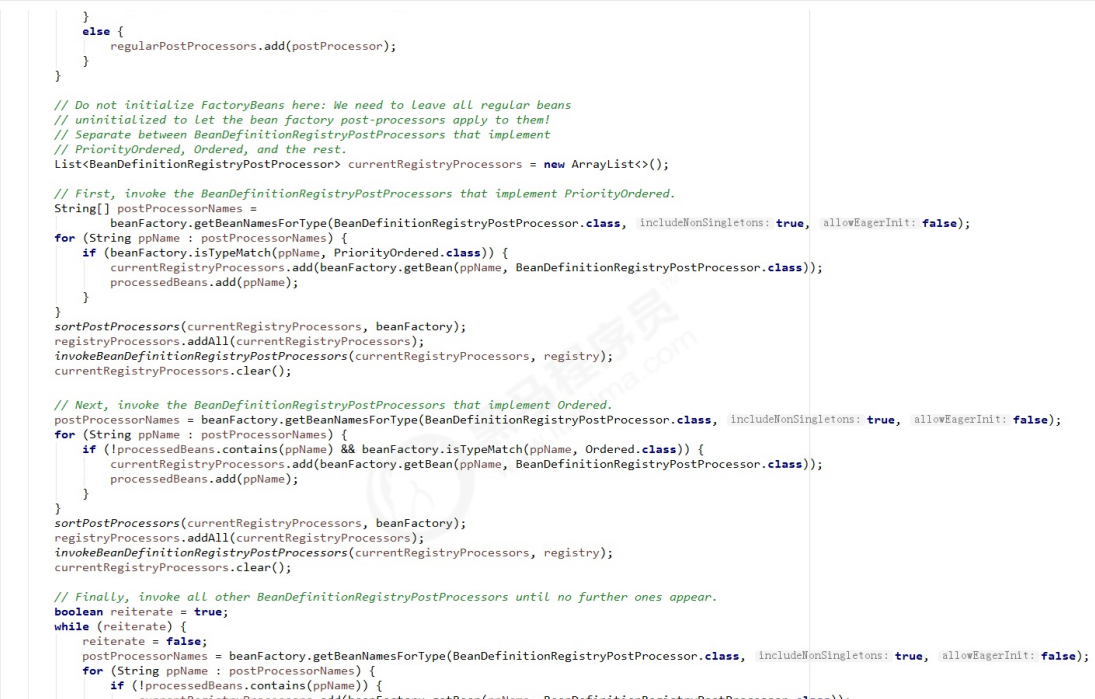 }
else {
regularPostProcessors.add(postProcessor);
}
}
// Do not initialize FactoryBeans here: We need to leave all regular beans
// uninitialized to let the bean factory post-processors apply to them!
// Separate between BeanDefinitionRegistryPostProcessors that implement
// PriorityOrdered, Ordered, and the rest.
List<BeanDefinitionRegistryPostProcessor> currentRegistryProcessors = new ArrayList<>();
// First, invoke the BeanDefinitionRegistryPostProcessors that implement PriorityOrdered.
String[] postProcessorNames =
beanFactory.getBeanNamesForType(BeanDefinitionRegistryPostProcessor.class, includeNonSingletons: true, allowEagerInit: false);
for (String ppName : postProcessorNames) {
if (beanFactory.isTypeMatch(ppName, PriorityOrdered.class)) {
currentRegistryProcessors.add(beanFactory.getBean(ppName, BeanDefinitionRegistryPostProcessor.class));
processedBeans.add(ppName);
}
}
sortPostProcessors(currentRegistryProcessors, beanFactory);
registryProcessors.addAll(currentRegistryProcessors);
invokeBeanDefinitionRegistryPostProcessors(currentRegistryProcessors, registry);
currentRegistryProcessors.clear();
// Next, invoke the BeanDefinitionRegistryPostProcessors that implement Ordered.
postProcessorNames = beanFactory.getBeanNamesForType(BeanDefinitionRegistryPostProcessor.class, includeNonSingletons: true, allowEagerInit: false);
for (String ppName : postProcessorNames) {
if (!processedBeans.contains(ppName) && beanFactory.isTypeMatch(ppName, Ordered.class)) {
currentRegistryProcessors.add(beanFactory.getBean(ppName, BeanDefinitionRegistryPostProcessor.class));
processedBeans.add(ppName);
}
}
sortPostProcessors(currentRegistryProcessors, beanFactory);
registryProcessors.addAll(currentRegistryProcessors);
invokeBeanDefinitionRegistryPostProcessors(currentRegistryProcessors, registry);
currentRegistryProcessors.clear();
// Finally, invoke all other BeanDefinitionRegistryPostProcessors until no further ones appear.
boolean reiterate = true;
while (reiterate) {
reiterate = false;
postProcessorNames = beanFactory.getBeanNamesForType(BeanDefinitionRegistryPostProcessor.class, includeNonSingletons: true, allowEagerInit: false);
for (String ppName : postProcessorNames) {
if (!processedBeans.contains(ppName)) {